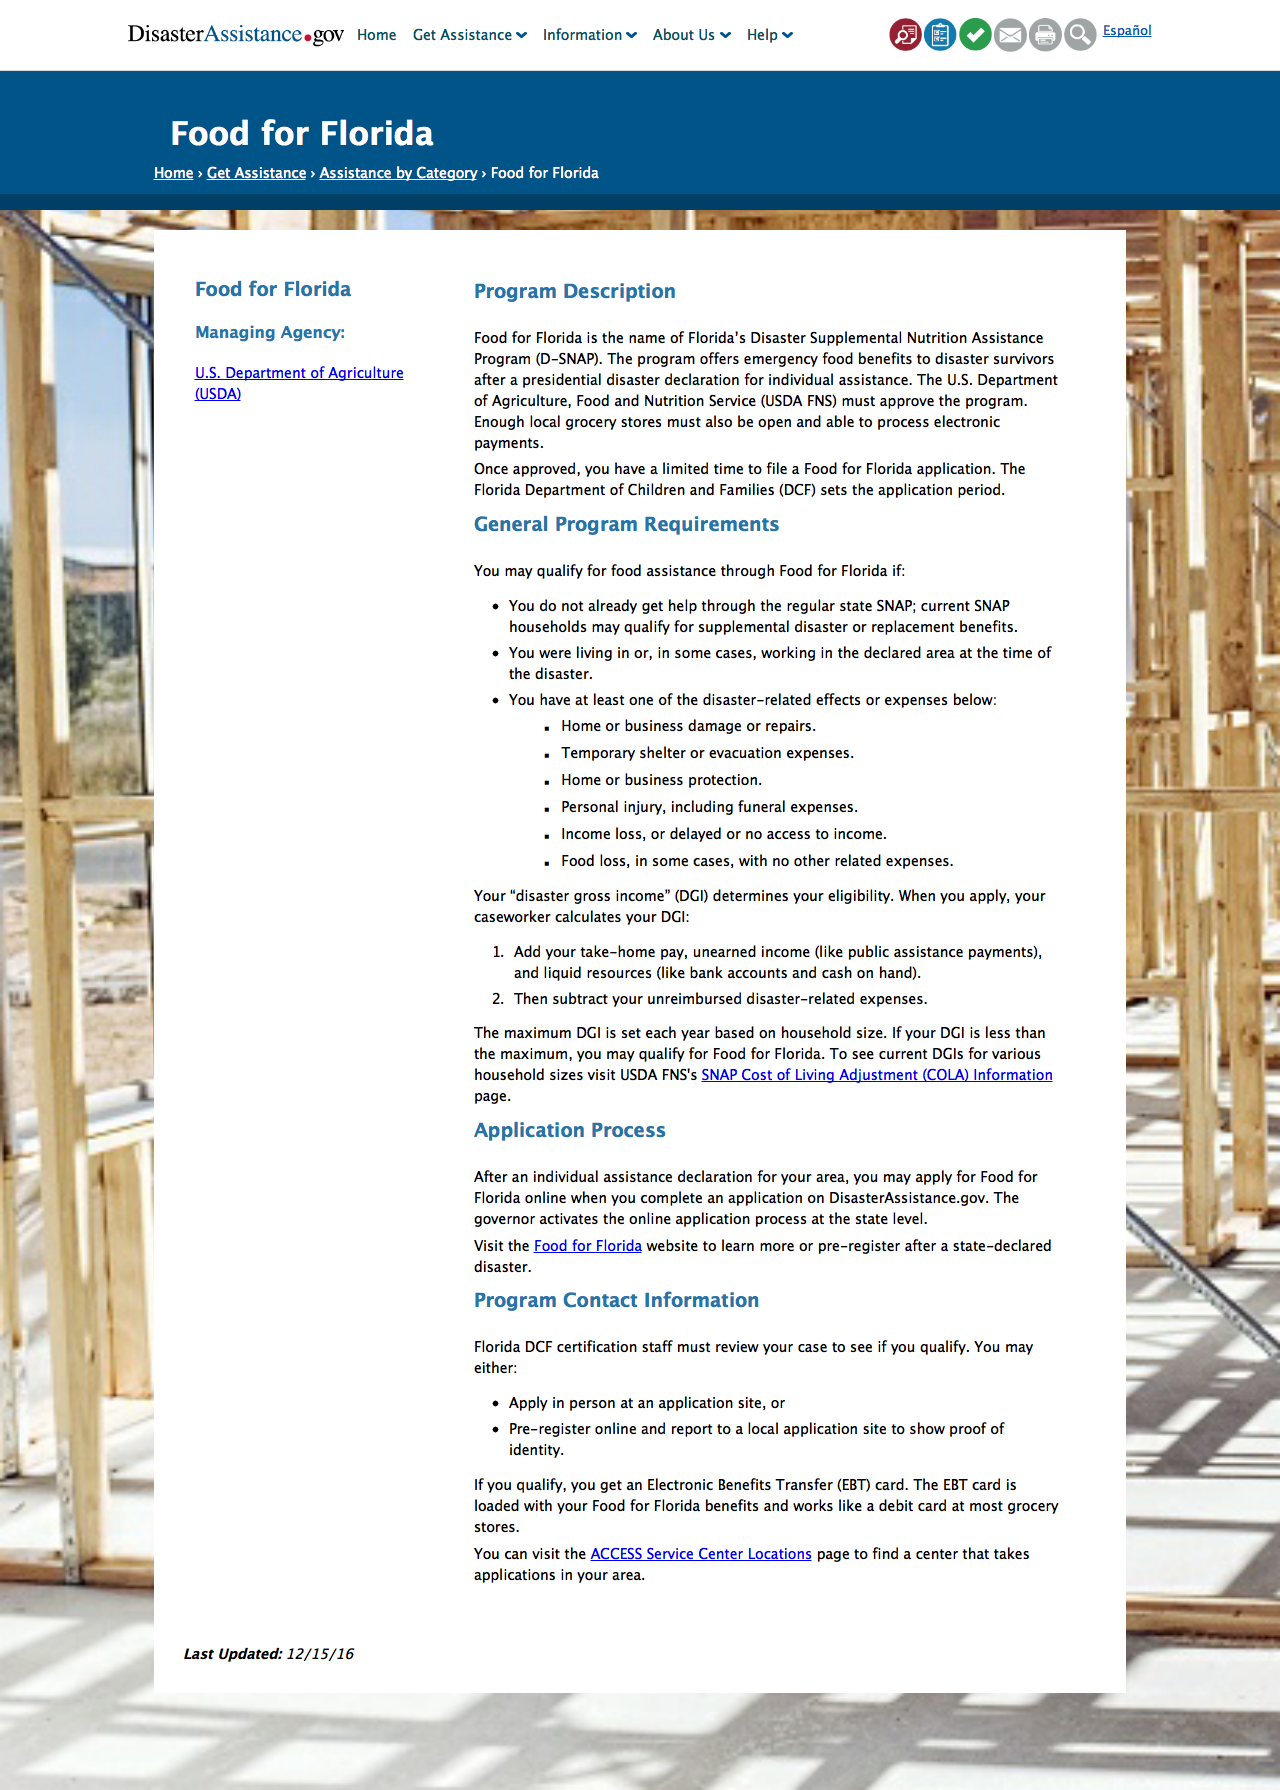 DisasterAssistance.gov Home Get Assistance Information About Us Help Español
Food for Florida
Home › Get Assistance › Assistance by Category › Food for Florida
Food for Florida
Managing Agency:
U.S. Department of Agriculture
(USDA)
Program Description
Food for Florida is the name of Florida's Disaster Supplemental Nutrition Assistance
Program (D-SNAP). The program offers emergency food benefits to disaster survivors
after a presidential disaster declaration for individual assistance. The U.S. Department
of Agriculture, Food and Nutrition Service (USDA FNS) must approve the program.
Enough local grocery stores must also be open and able to process electronic
payments.
Once approved, you have a limited time to file a Food for Florida application. The
Florida Department of Children and Families (DCF) sets the application period.
General Program Requirements
You may qualify for food assistance through Food for Florida if:
• You do not already get help through the regular state SNAP; current SNAP
households may qualify for supplemental disaster or replacement benefits.
• You were living in or, in some cases, working in the declared area at the time of
the disaster.
• You have at least one of the disaster-related effects or expenses below:
▪ Home or business damage or repairs.
▪ Temporary shelter or evacuation expenses.
▪ Home or business protection.
▪ Personal injury, including funeral expenses.
▪ Income loss, or delayed or no access to income.
▪ Food loss, in some cases, with no other related expenses.
Your “disaster gross income” (DGI) determines your eligibility. When you apply, your
caseworker calculates your DGI:
1. Add your take-home pay, unearned income (like public assistance payments),
and liquid resources (like bank accounts and cash on hand).
2. Then subtract your unreimbursed disaster-related expenses.
The maximum DGI is set each year based on household size. If your DGI is less than
the maximum, you may qualify for Food for Florida. To see current DGIs for various
household sizes visit USDA FNS's SNAP Cost of Living Adjustment (COLA) Information
page.
Application Process
After an individual assistance declaration for your area, you may apply for Food for
Florida online when you complete an application on DisasterAssistance.gov. The
governor activates the online application process at the state level.
Visit the Food for Florida website to learn more or pre-register after a state-declared
disaster.
Program Contact Information
Florida DCF certification staff must review your case to see if you qualify. You may
either:
• Apply in person at an application site, or
• Pre-register online and report to a local application site to show proof of
identity.
If you qualify, you get an Electronic Benefits Transfer (EBT) card. The EBT card is
loaded with your Food for Florida benefits and works like a debit card at most grocery
stores.
You can visit the ACCESS Service Center Locations page to find a center that takes
applications in your area.
Last Updated: 12/15/16